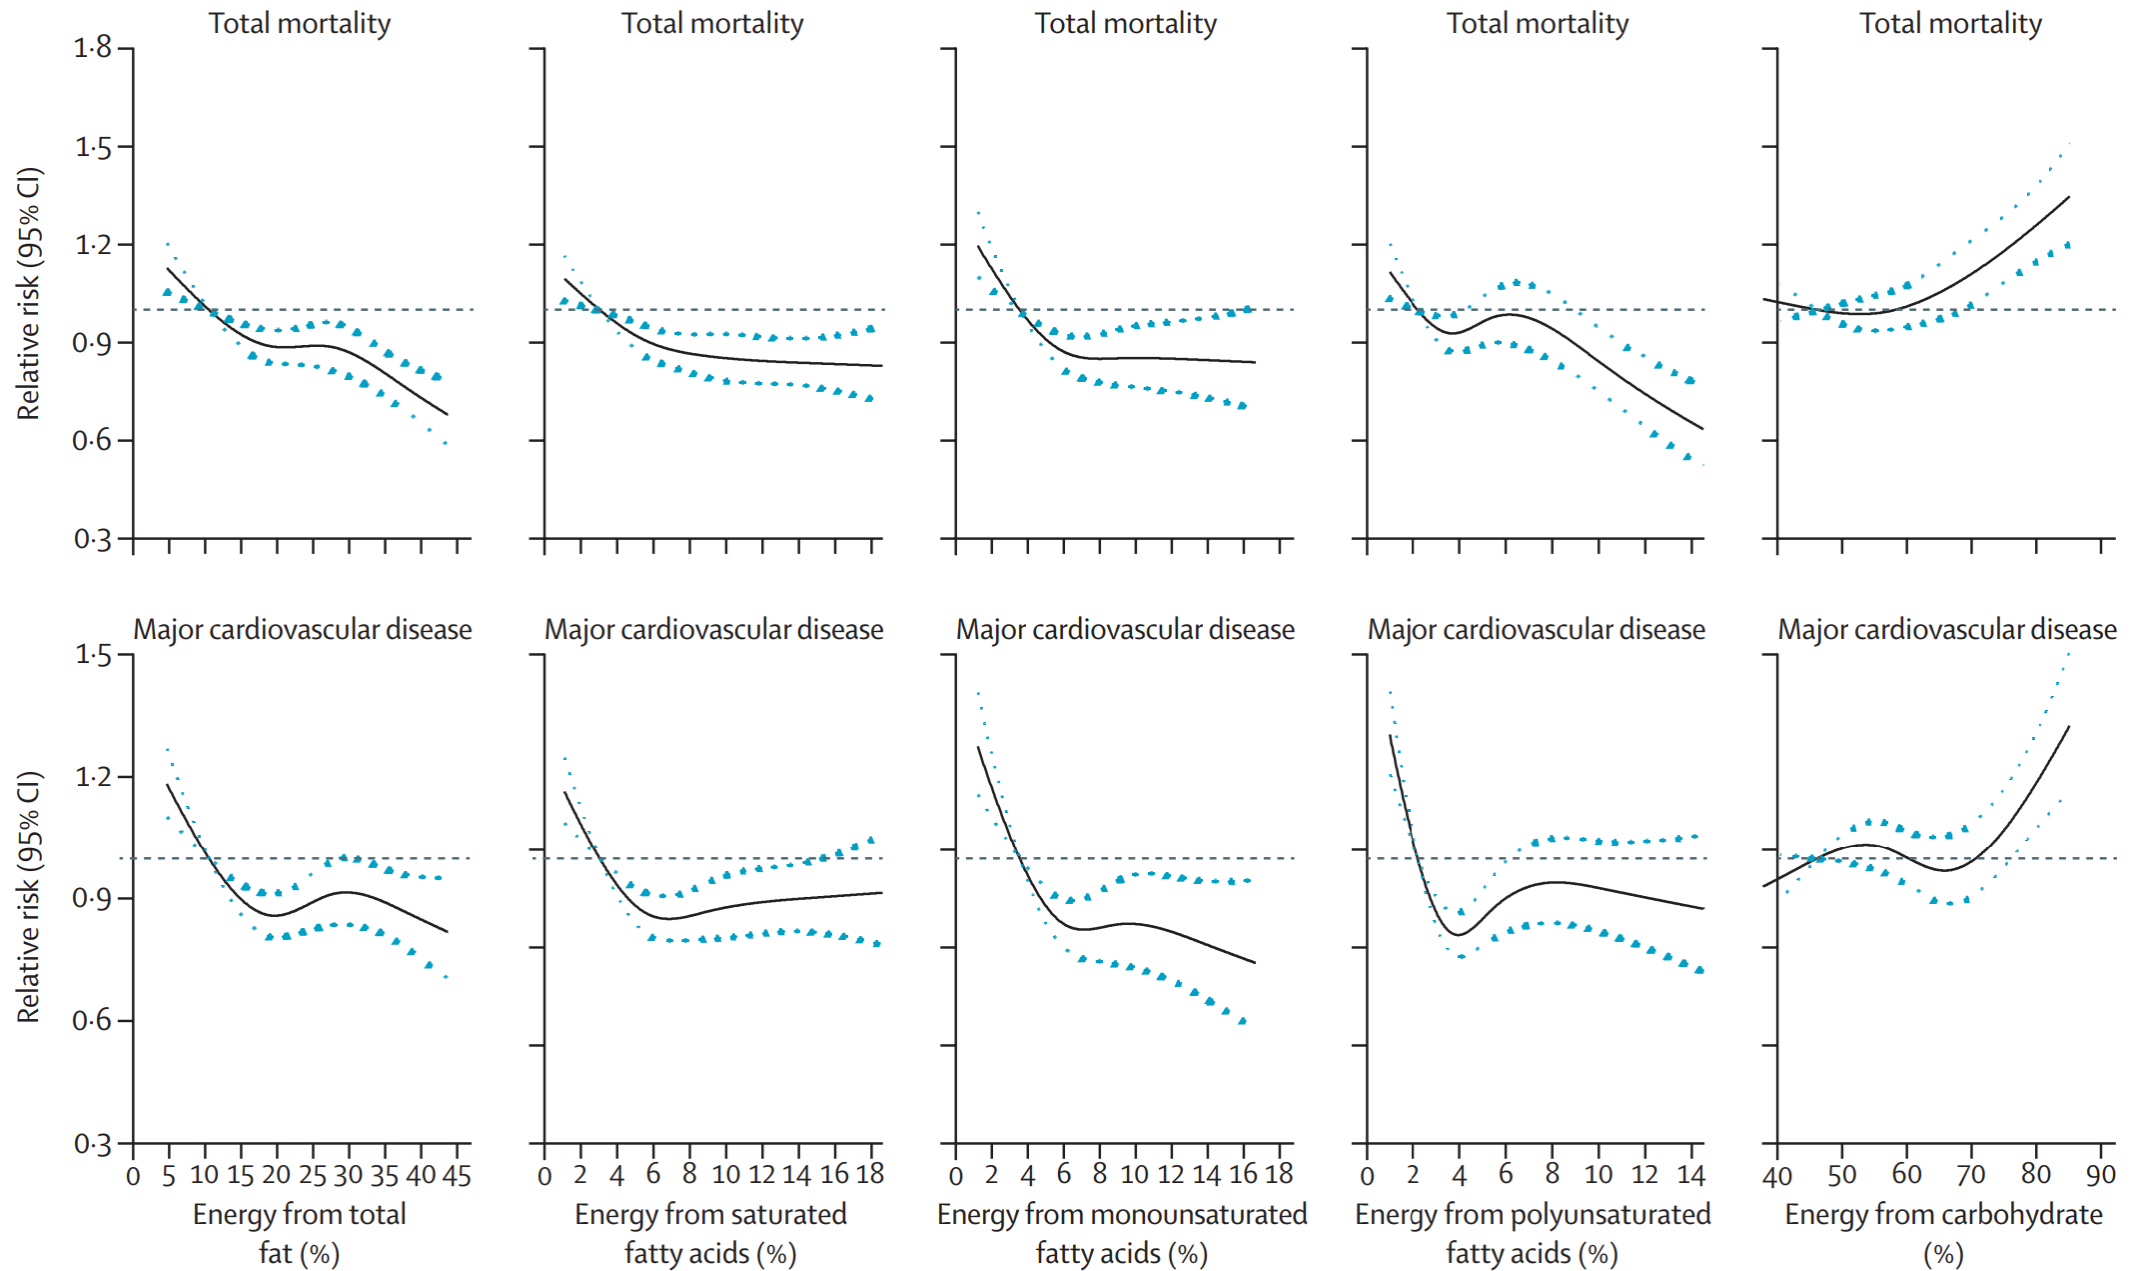 Total mortality Total mortality Total mortality Total mortality Total mortality
1·8
1·5
1·2
0·9
0·6
0·3
Relative risk (95% CI)
Major cardiovascular disease Major cardiovascular disease Major cardiovascular disease Major cardiovascular disease Major cardiovascular disease
1·5
1·2
0·9
0·6
0·3
Relative risk (95% CI)
0 5 10 15 20 25 30 35 40 45
Energy from total
fat (%)
0 2 4 6 8 10 12 14 16 18
Energy from saturated
fatty acids (%)
0 2 4 6 8 10 12 14 16 18
Energy from monounsaturated
fatty acids (%)
0 2 4 6 8 10 12 14
Energy from polyunsaturated
fatty acids (%)
40 50 60 70 80 90
Energy from carbohydrate
(%)